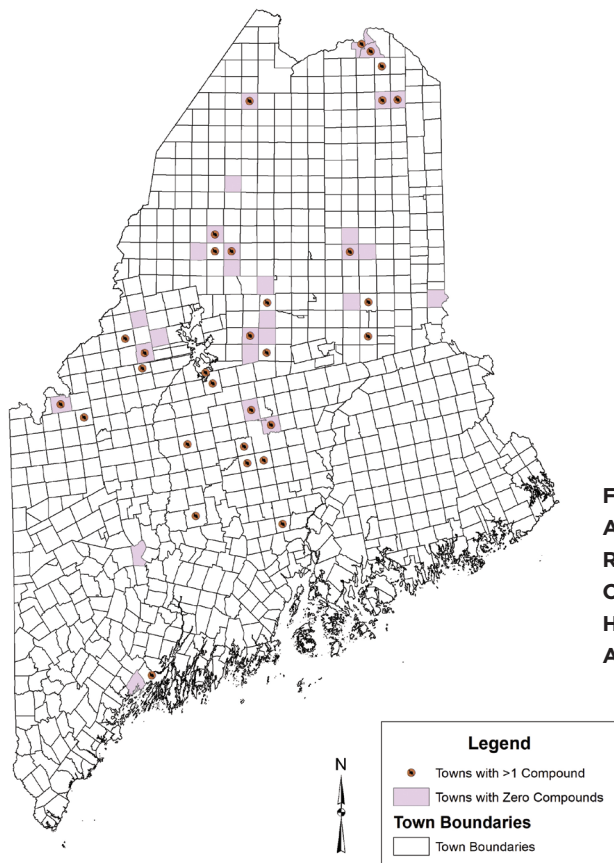 F
A
R
C
H
A
N
Legend
Towns with >1 Compound
Towns with Zero Compounds
Town Boundaries
Town Boundaries